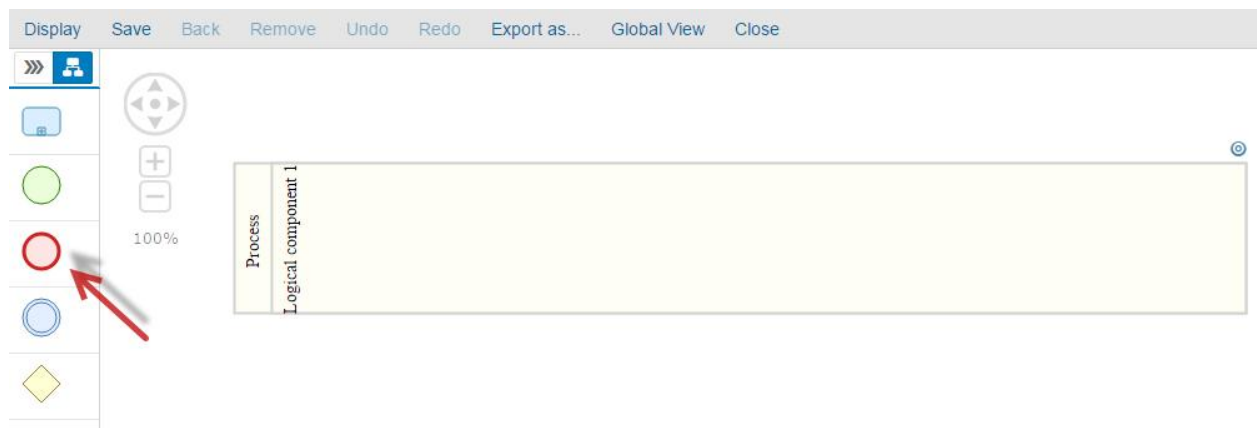 Display Save Back Remove Undo Redo Export as... Global View Close
100%
Process
Logical component 1